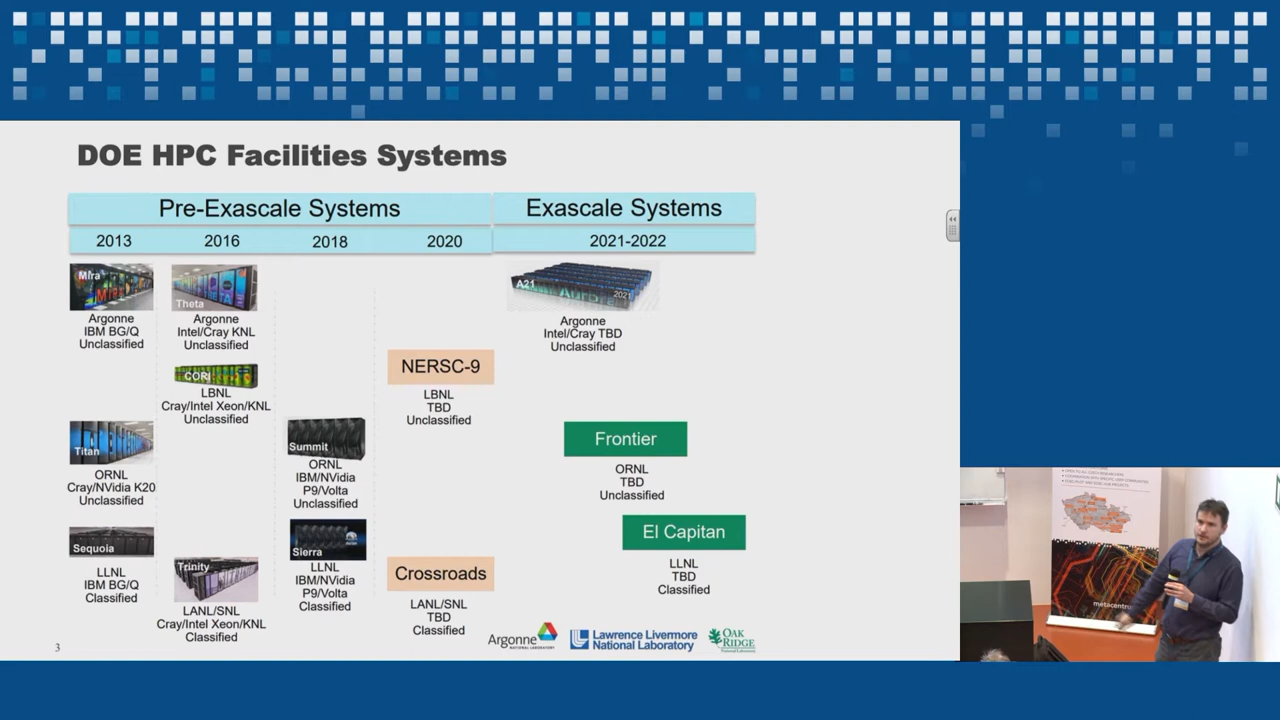 DOE HPC Facilities Systems
Pre-Exascale Systems
Exascale Systems
2013
2016
2018
2020
2021-2022
Mira
Argonne
IBM BG/Q
Unclassified
Theta
Argonne
Intel/Cray KNL
Unclassified
A21
2021
Argonne
Intel/Cray TBD
Unclassified
CORI
LBNL
Cray/Intel Xeon/KNL
Unclassified
NERSC-9
LBNL
TBD
Unclassified
Titan
ORNL
Cray/NVidia K20
Unclassified
Summit
ORNL
IBM/NVidia
P9/Volta
Unclassified
Frontier
ORNL
TBD
Unclassified
Sequoia
LLNL
IBM BG/Q
Classified
Trinity
LANL/SNL
Cray/Intel Xeon/KNL
Classified
Sierra
LLNL
IBM/NVidia
P9/Volta
Classified
Crossroads
LANL/SNL
TBD
Classified
El Capitan
LLNL
TBD
Classified
3
Argonne
NATIONAL LABORATORY
Lawrence Livermore
National Laboratory
OAK
RIDGE
National Laboratory